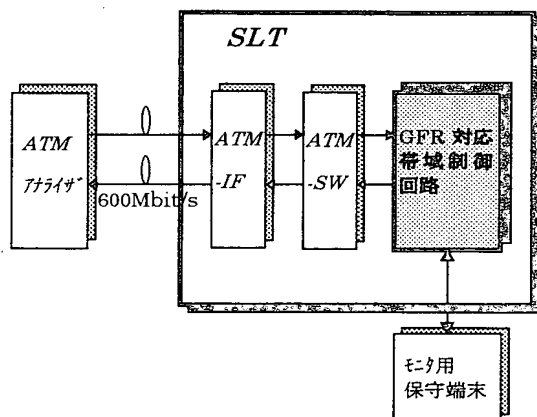 SLT
ATM
アナライザ
600Mbit/s
ATM
-IF
ATM
-SW
GFR 対応
帯域制御
回路
モニタ用
保守端末